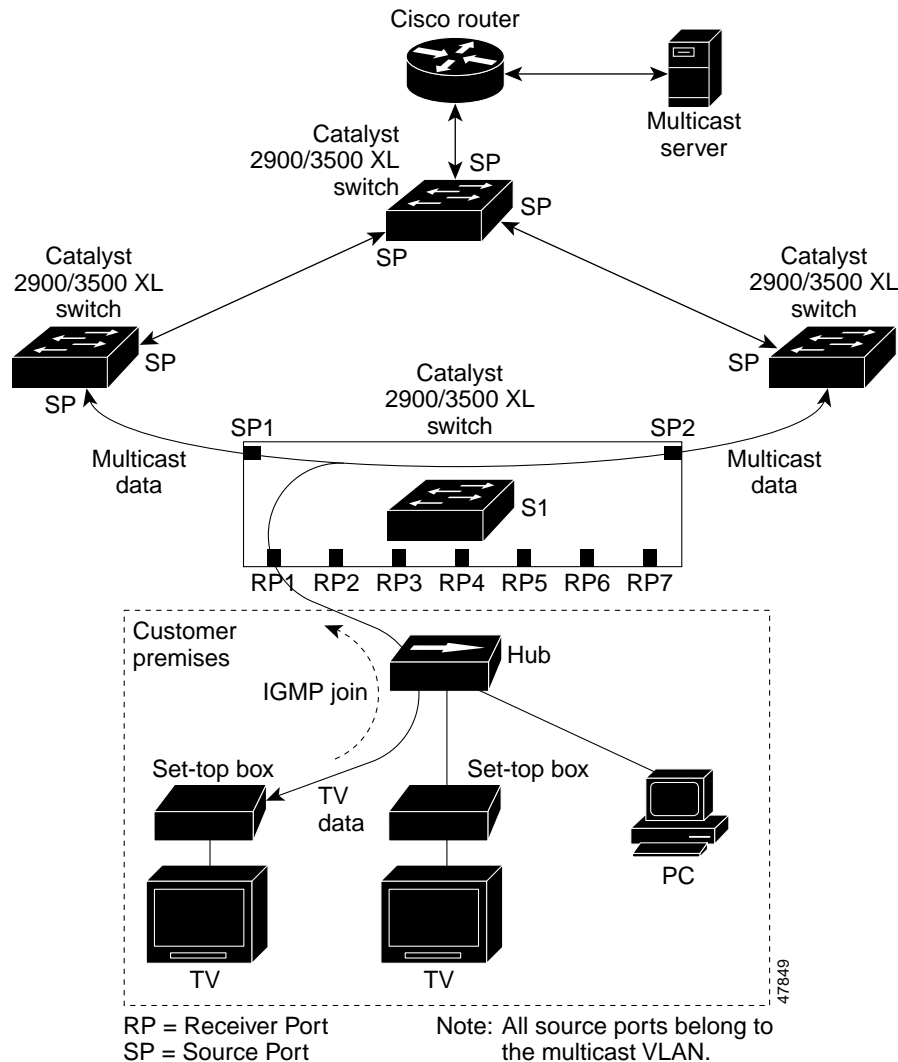 Cisco router
Multicast
server
Catalyst
2900/3500 XL
switch
SP
SP
SP
Catalyst
2900/3500 XL
switch
SP
SP
Catalyst
2900/3500 XL
switch
SP
Catalyst
2900/3500 XL
switch
SP1
SP2
Multicast
data
Multicast
data
S1
RP1 RP2 RP3 RP4 RP5 RP6 RP7
Customer
premises
Hub
IGMP join
Set-top box
TV
data
Set-top box
PC
TV
TV
47849
RP = Receiver Port
SP = Source Port
Note: All source ports belong to
the multicast VLAN.